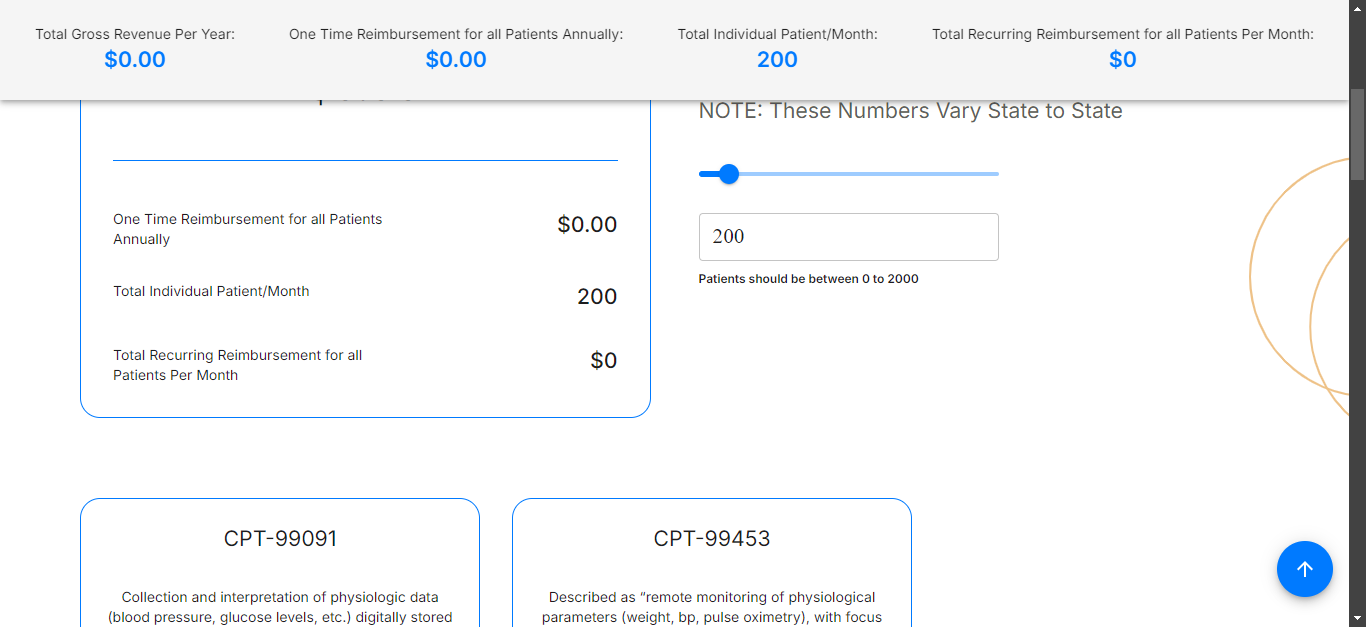 Total Gross Revenue Per Year:
$0.00
One Time Reimbursement for all Patients Annually:
$0.00
Total Individual Patient/Month:
200
Total Recurring Reimbursement for all Patients Per Month:
$0
NOTE: These Numbers Vary State to State
One Time Reimbursement for all Patients
Annually
$0.00
Total Individual Patient/Month
200
Total Recurring Reimbursement for all
Patients Per Month
$0
200
Patients should be between 0 to 2000
CPT-99091
Collection and interpretation of physiologic data
(blood pressure, glucose levels, etc.) digitally stored
CPT-99453
Described as “remote monitoring of physiological
parameters (weight, bp, pulse oximetry), with focus